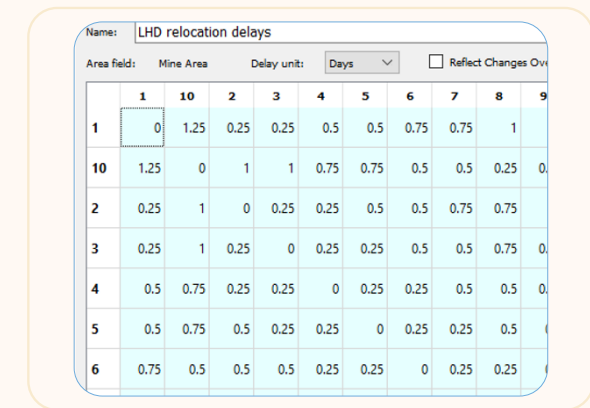 Name: LHD relocation delays
Area field: Mine Area Delay unit: Days Reflect Changes
1 10 2 3 4 5 6 7 8 9
1 0 1.25 0.25 0.25 0.5 0.5 0.75 0.75 1
10 1.25 0 1 1 0.75 0.75 0.5 0.5 0.25
2 0.25 1 0 0.25 0.25 0.5 0.5 0.75 0.75
3 0.25 1 0.25 0 0.25 0.25 0.5 0.5 0.75
4 0.5 0.75 0.25 0.25 0 0.25 0.25 0.5 0.5
5 0.5 0.75 0.5 0.25 0.25 0 0.25 0.25 0.5
6 0.75 0.5 0.5 0.5 0.25 0.25 0 0.25 0.25